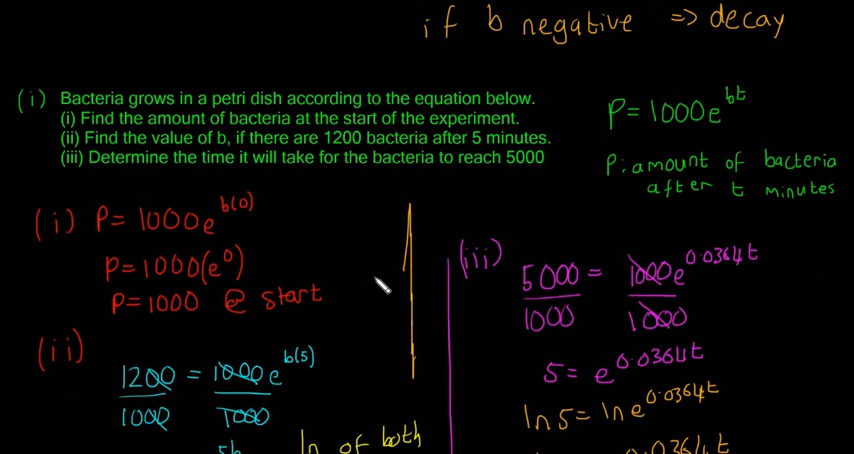 if b negative => decay
(i) Bacteria grows in a petri dish according to the equation below.
(i) Find the amount of bacteria at the start of the experiment.
(ii) Find the value of b, if there are 1200 bacteria after 5 minutes.
(iii) Determine the time it will take for the bacteria to reach 5000
P = 1000e^bt
P: amount of bacteria
after t minutes
(i) P = 1000e^b(0)
P = 1000(e^0)
P = 1000 @ start
(ii)
1200/1000 = 1000e^b(5)/1000
5b
ln of both
(iii)
5000/1000 = 1000e^0.0364t/1000
5 = e^0.0364t
ln 5 = ln e^0.0364t
0.0364t